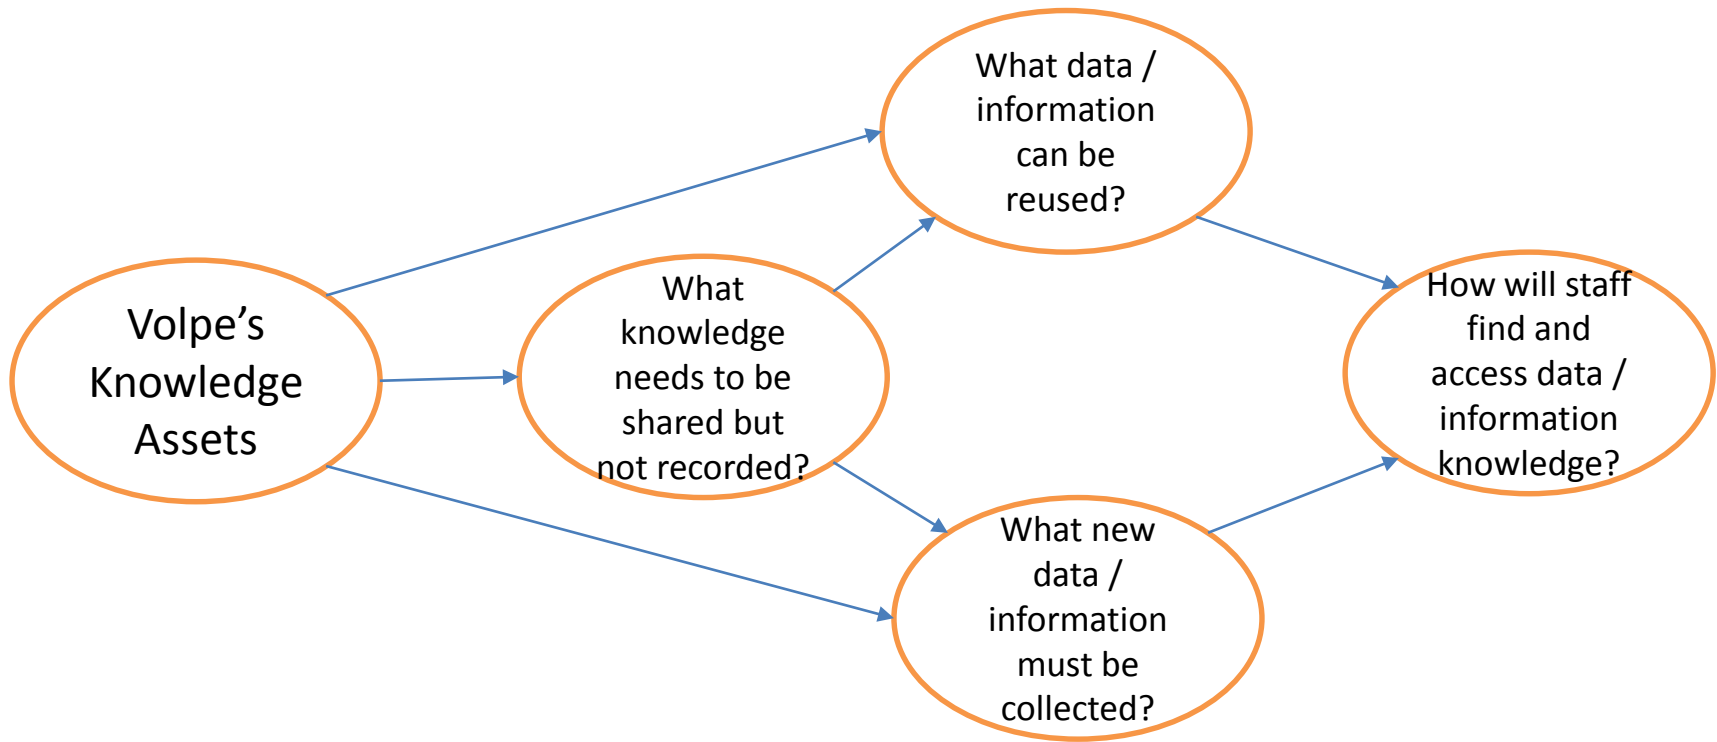 Volpe’s
Knowledge
Assets
What
knowledge
needs to be
shared but
not recorded?
What data /
information
can be
reused?
What new
data /
information
must be
collected?
How will staff
find and
access data /
information
knowledge?